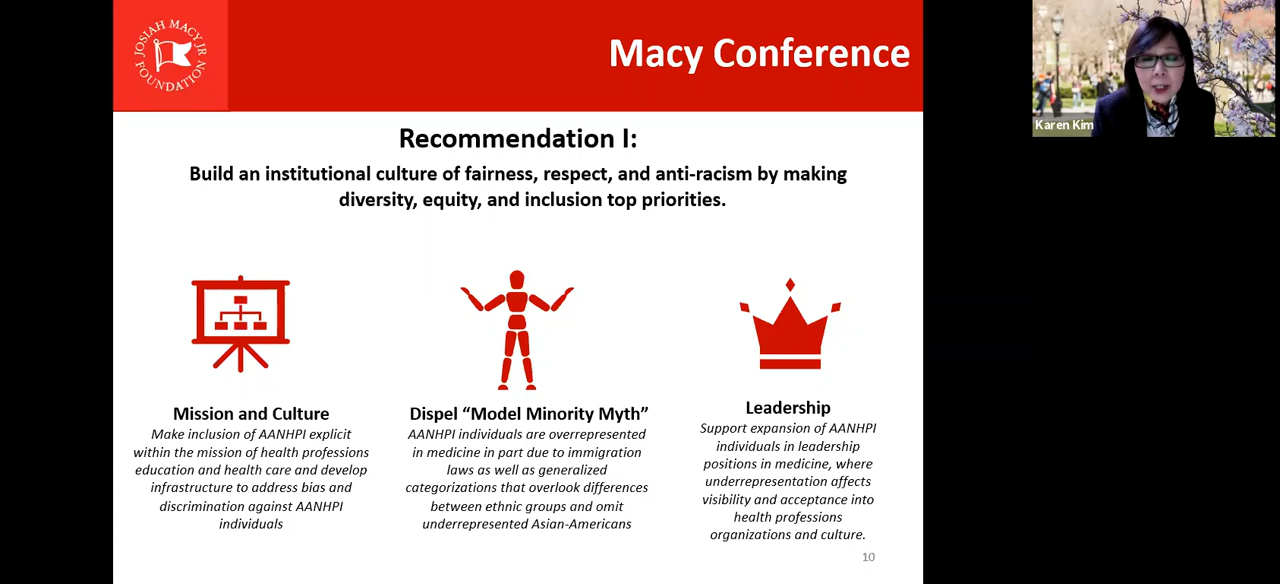 JOSIAH MACY JR
FOUNDATION
Macy Conference
Karen Kim
Recommendation I:
Build an institutional culture of fairness, respect, and anti-racism by making
diversity, equity, and inclusion top priorities.
Mission and Culture
Make inclusion of AANHPI explicit
within the mission of health professions
education and health care and develop
infrastructure to address bias and
discrimination against AANHPI
individuals
Dispel “Model Minority Myth”
AANHPI individuals are overrepresented
in medicine in part due to immigration
laws as well as generalized
categorizations that overlook differences
between ethnic groups and omit
underrepresented Asian-Americans
Leadership
Support expansion of AANHPI
individuals in leadership
positions in medicine, where
underrepresentation affects
visibility and acceptance into
health professions
organizations and culture.
10